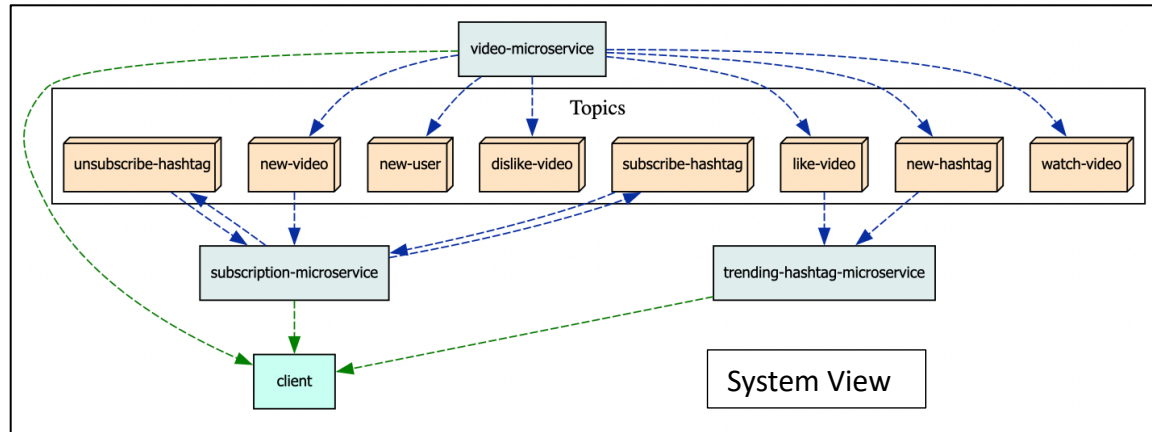 video-microservice
Topics
unsubscribe-hashtag
new-video
new-user
dislike-video
subscribe-hashtag
like-video
new-hashtag
watch-video
subscription-microservice
trending-hashtag-microservice
client
System View